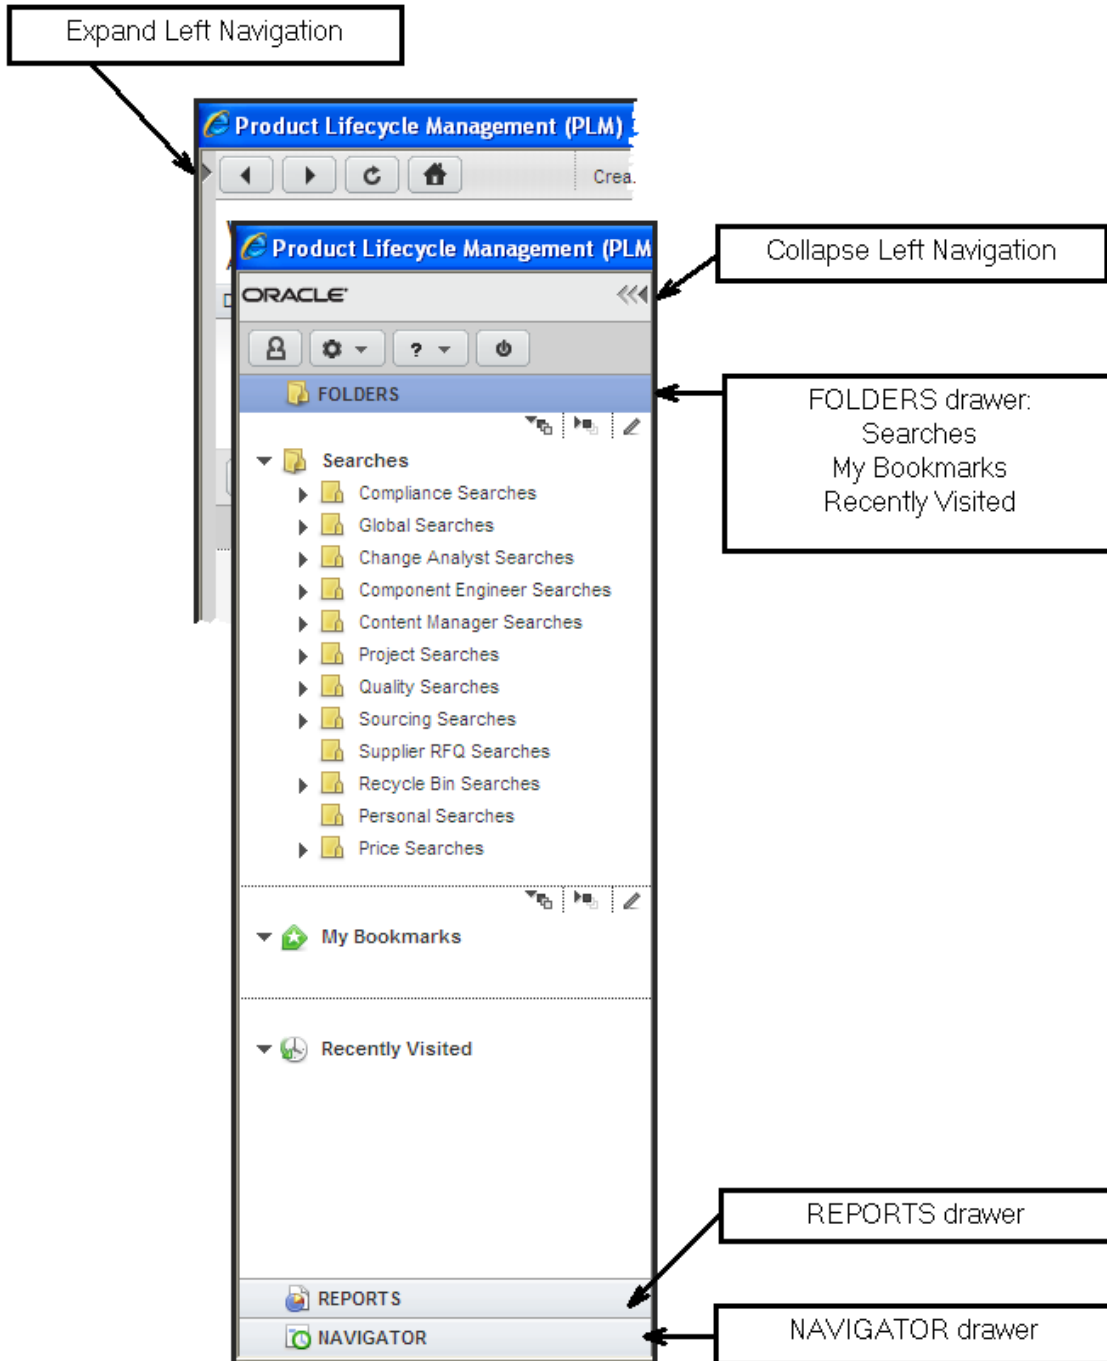 Expand Left Navigation
Product Lifecycle Management (PLM)
Crea.
Product Lifecycle Management (PLM
Collapse Left Navigation
ORACLE
?
FOLDERS
FOLDERS drawer:
Searches
My Bookmarks
Recently Visited
Searches
Compliance Searches
Global Searches
Change Analyst Searches
Component Engineer Searches
Content Manager Searches
Project Searches
Quality Searches
Sourcing Searches
Supplier RFQ Searches
Recycle Bin Searches
Personal Searches
Price Searches
My Bookmarks
Recently Visited
REPORTS drawer
REPORTS
NAVIGATOR
NAVIGATOR drawer